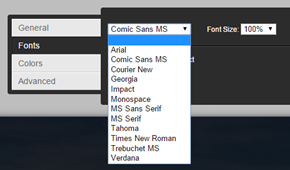 General
Fonts
Colors
Advanced
Comic Sans MS
Font Size: 100%
Arial
Comic Sans MS
Courier New
Georgia
Impact
Monospace
MS Sans Serif
MS Serif
Tahoma
Times New Roman
Trebuchet MS
Verdana